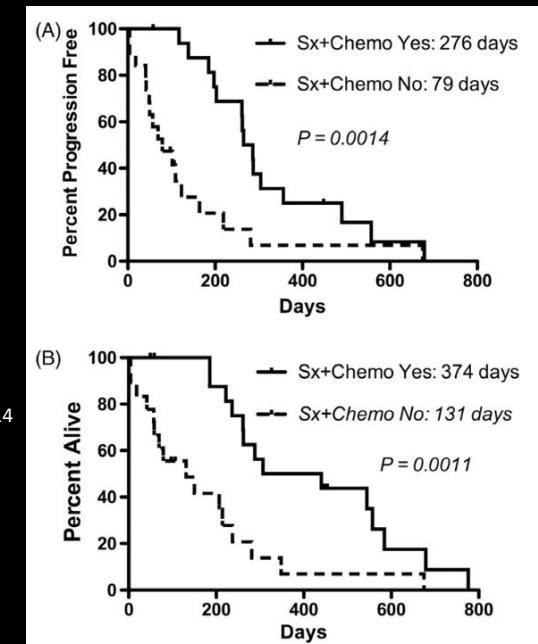 (A)
100
80
60
40
20
0
Percent Progression Free
Sx+Chemo Yes: 276 days
Sx+Chemo No: 79 days
P = 0.0014
0 200 400 600 800
Days
(B)
100
80
60
40
20
0
Percent Alive
Sx+Chemo Yes: 374 days
Sx+Chemo No: 131 days
P = 0.0011
0 200 400 600 800
Days